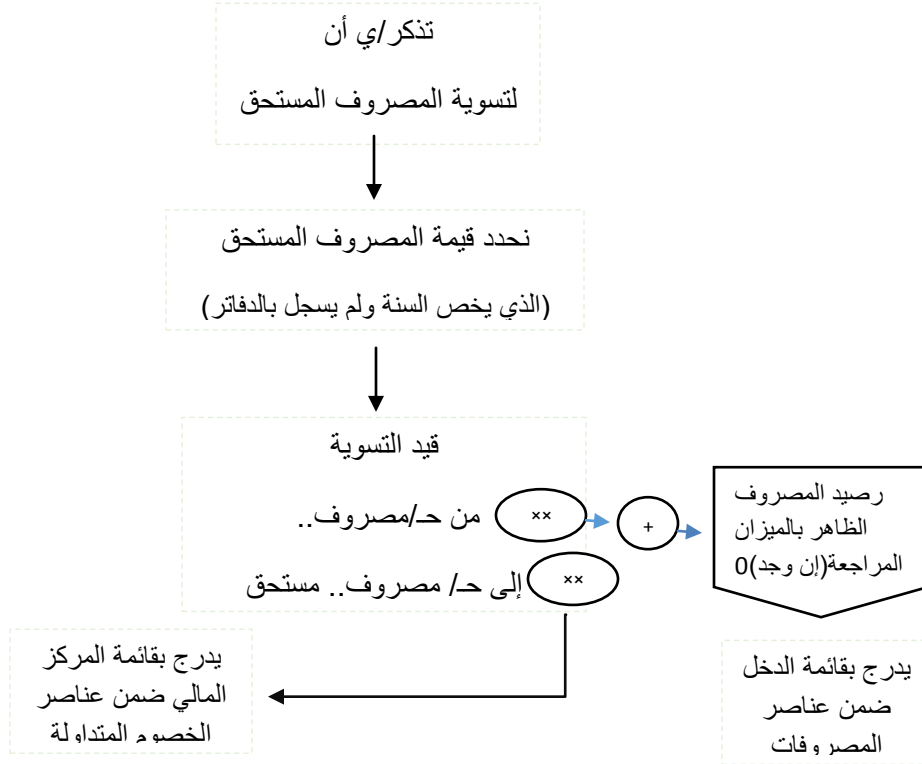 تذكر/ي أن
لتسوية المصروف المستحق
نحدد قيمة المصروف المستحق
(الذي يخص السنة ولم يسجل بالدفاتر)
قيد التسوية
×× من حـ/مصروف..
+
×× إلى حـ/ مصروف.. مستحق
رصيد المصروف
الظاهر بالميزان
المراجعة(إن وجد)0
يدرج بقائمة الدخل
ضمن عناصر
المصروفات
يدرج بقائمة المركز
المالي ضمن عناصر
الخصوم المتداولة